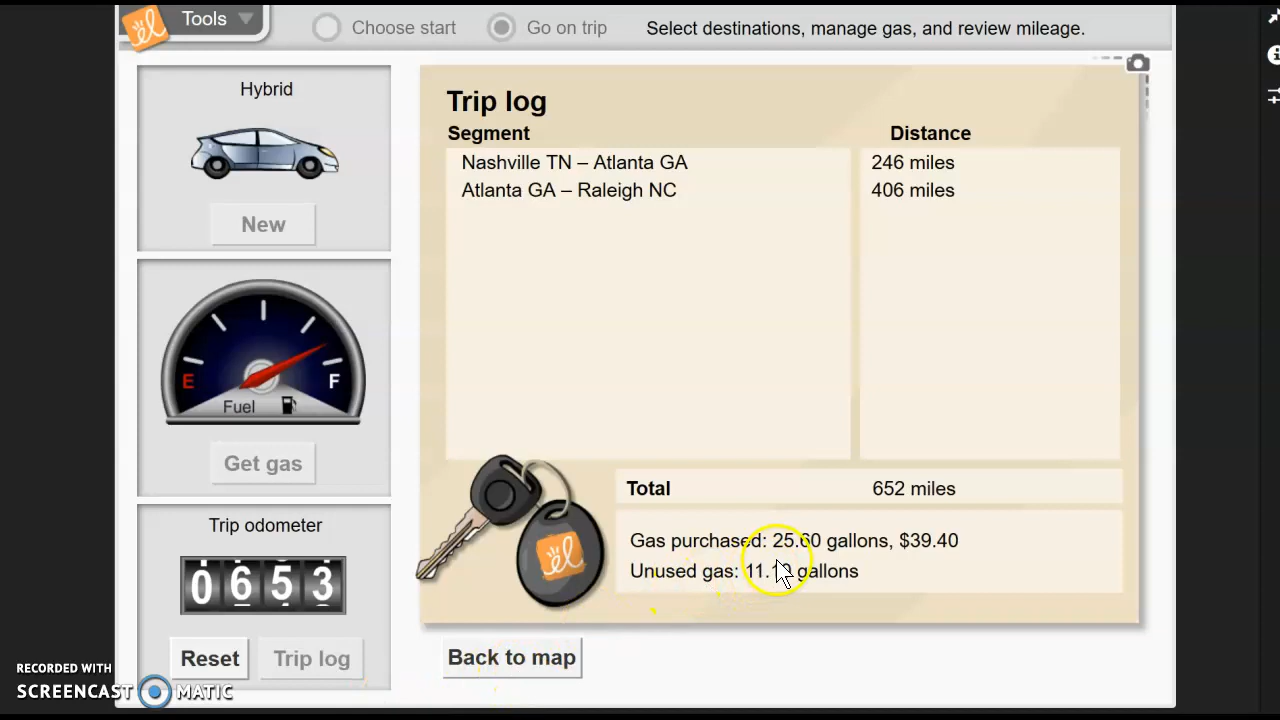 Tools
Choose start
Go on trip
Select destinations, manage gas, and review mileage.
Hybrid
New
E
F
Fuel
Get gas
Trip odometer
0653
Reset
Trip log
Trip log
Segment Distance
Nashville TN – Atlanta GA 246 miles
Atlanta GA – Raleigh NC 406 miles
Total 652 miles
Gas purchased: 25.60 gallons, $39.40
Unused gas: gallons
el
Back to map
RECORDED WITH
SCREENCAST MATIC